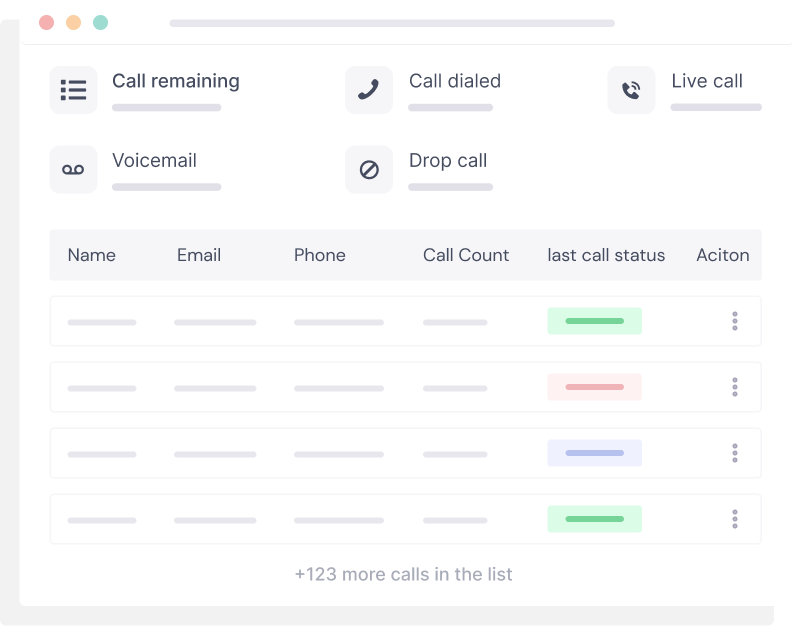 Call remaining
Call dialed
Live call
Voicemail
Drop call
Name Email Phone Call Count last call status Aciton
+123 more calls in the list